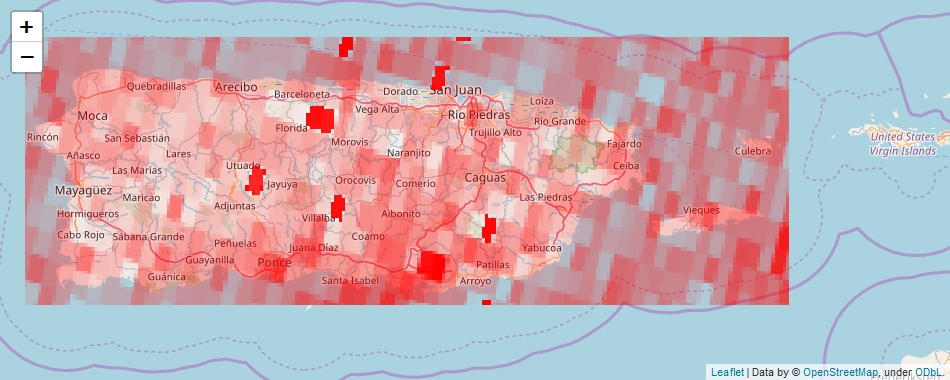 +
−
Quebradillas
Arecibo
Barceloneta
Dorado
San Juan
Moca
Vega Alta
Loíza
Río Piedras
Río Grande
Florida
Trujillo Alto
Rincón
San Sebastián
Morovis
Fajardo
United States
Virgin Islands
Añasco
Lares
Naranjito
Culebra
Las Marías
Utuado
Ceiba
Jayuya
Orocovis
Comerio
Caguas
Mayagüez
Maricao
Las Piedras
Adjuntas
Hormigueros
Villalba
Aibonito
Vieques
Cabo Rojo
Sábana Grande
Coamo
Peñuelas
Juana Díaz
Yabucoa
Guayanilla
Ponce
Patillas
Guánica
Santa Isabel
Arroyo
Leaflet | Data by © OpenStreetMap, under ODbL.